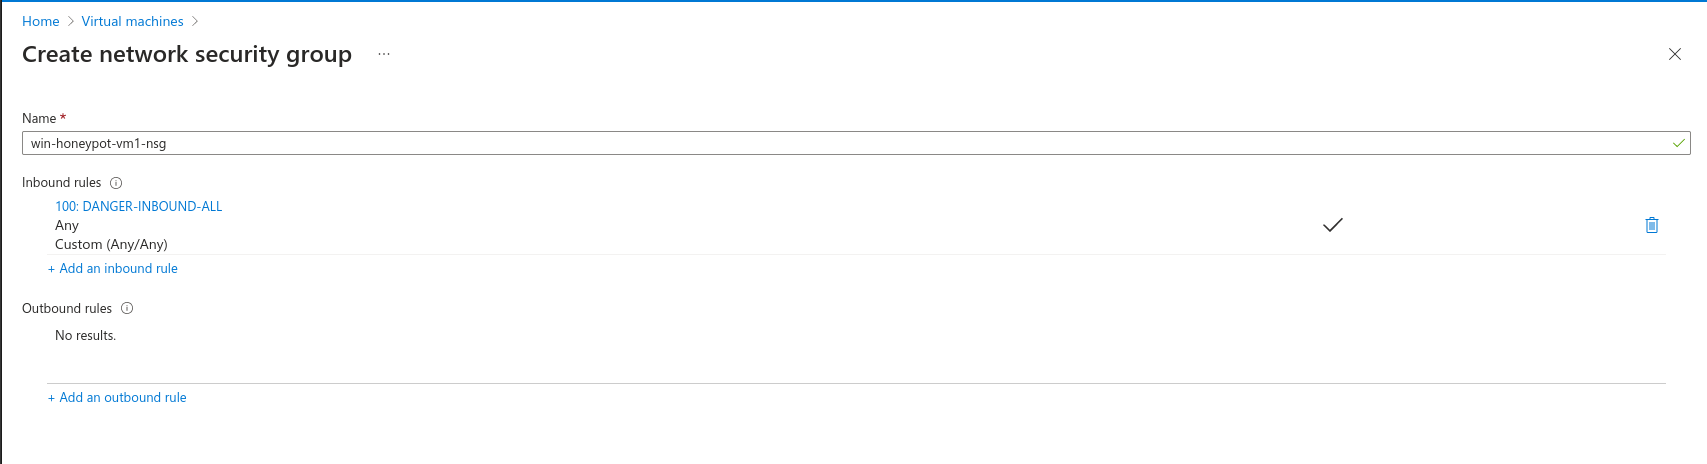 Home > Virtual machines >
Create network security group ...
Name *
win-honeypot-vm1-nsg
Inbound rules
100: DANGER-INBOUND-ALL
Any
Custom (Any/Any)
+ Add an inbound rule
Outbound rules
No results.
+ Add an outbound rule